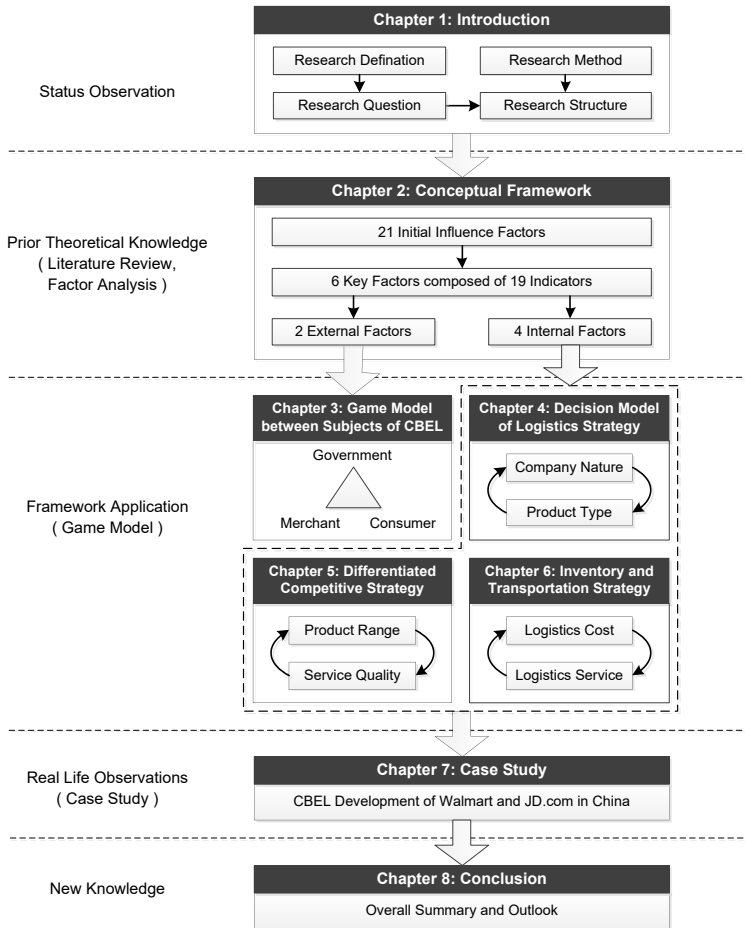 Chapter 1: Introduction
Research Defination
Research Method
Status Observation
Research Question
Research Structure
Chapter 2: Conceptual Framework
21 Initial Influence Factors
Prior Theoretical Knowledge
( Literature Review,
Factor Analysis )
6 Key Factors composed of 19 Indicators
2 External Factors
4 Internal Factors
Chapter 3: Game Model
between Subjects of CBEL
Government
Merchant
Consumer
Chapter 4: Decision Model
of Logistics Strategy
Company Nature
Product Type
Framework Application
( Game Model )
Chapter 5: Differentiated
Competitive Strategy
Product Range
Service Quality
Chapter 6: Inventory and
Transportation Strategy
Logistics Cost
Logistics Service
Real Life Observations
( Case Study )
Chapter 7: Case Study
CBEL Development of Walmart and JD.com in China
New Knowledge
Chapter 8: Conclusion
Overall Summary and Outlook